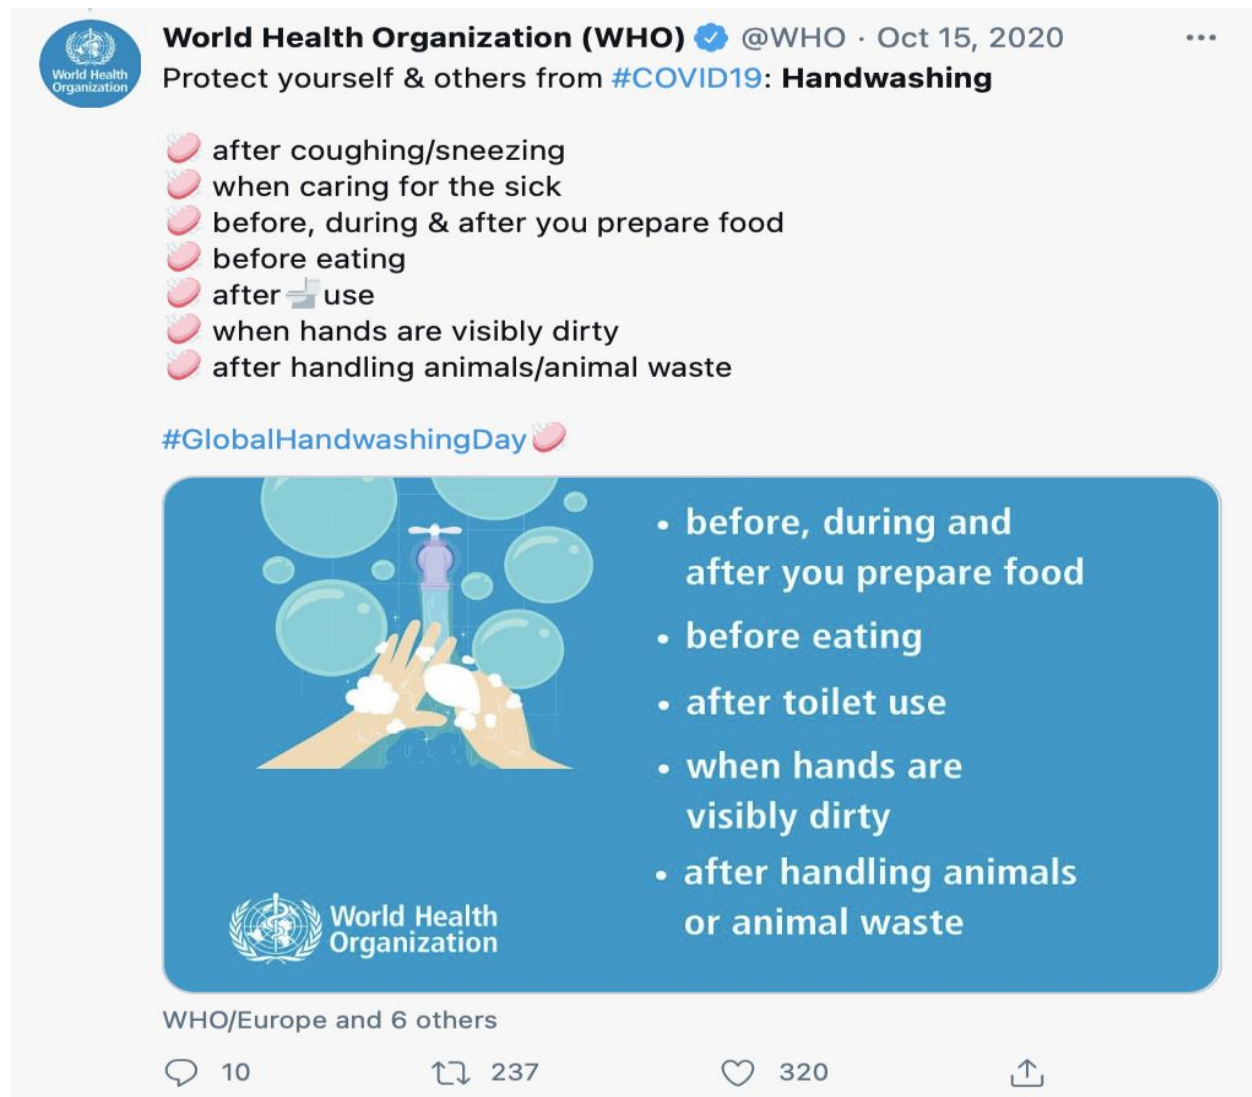 World Health Organization (WHO) @WHO · Oct 15, 2020
World Health
Organization
Protect yourself & others from #COVID19: Handwashing
🧼 after coughing/sneezing
🧼 when caring for the sick
🧼 before, during & after you prepare food
🧼 before eating
🧼 after🚽use
🧼 when hands are visibly dirty
🧼 after handling animals/animal waste
#GlobalHandwashingDay🧼
• before, during and
after you prepare food
• before eating
• after toilet use
• when hands are
visibly dirty
• after handling animals
or animal waste
World Health
Organization
WHO/Europe and 6 others
10 237 320